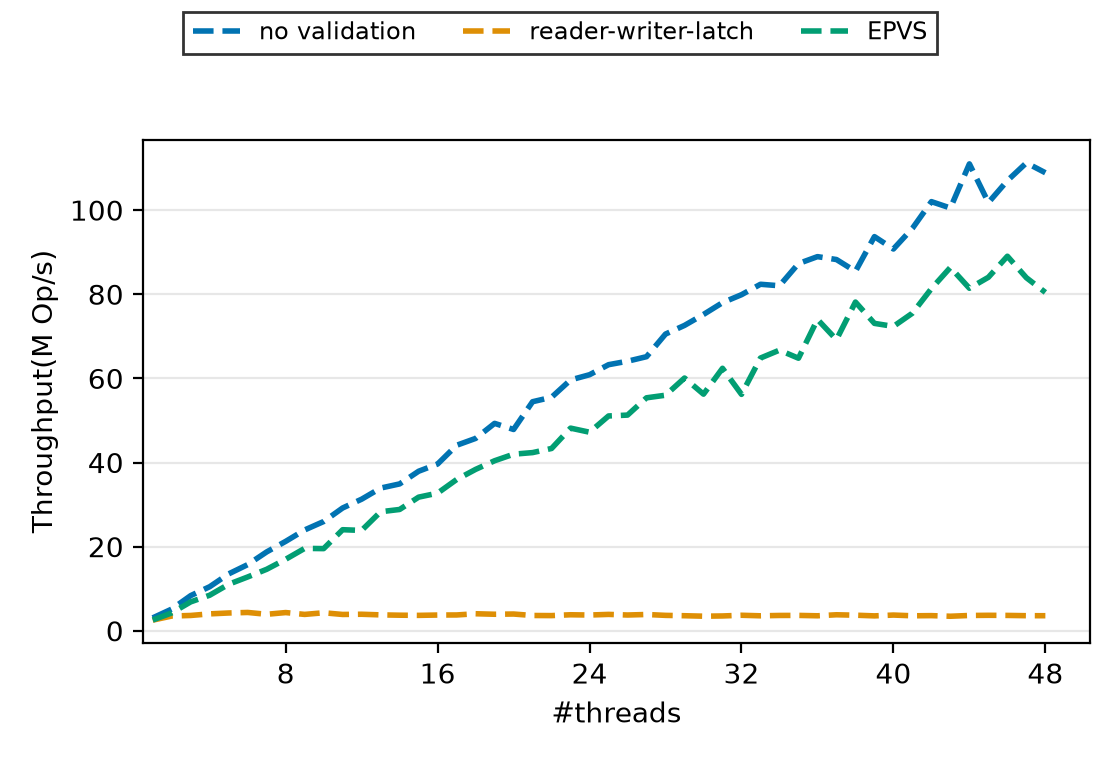 no validation reader-writer-latch EPVS
Throughput(M Op/s)
100
80
60
40
20
0
8 16 24 32 40 48
#threads